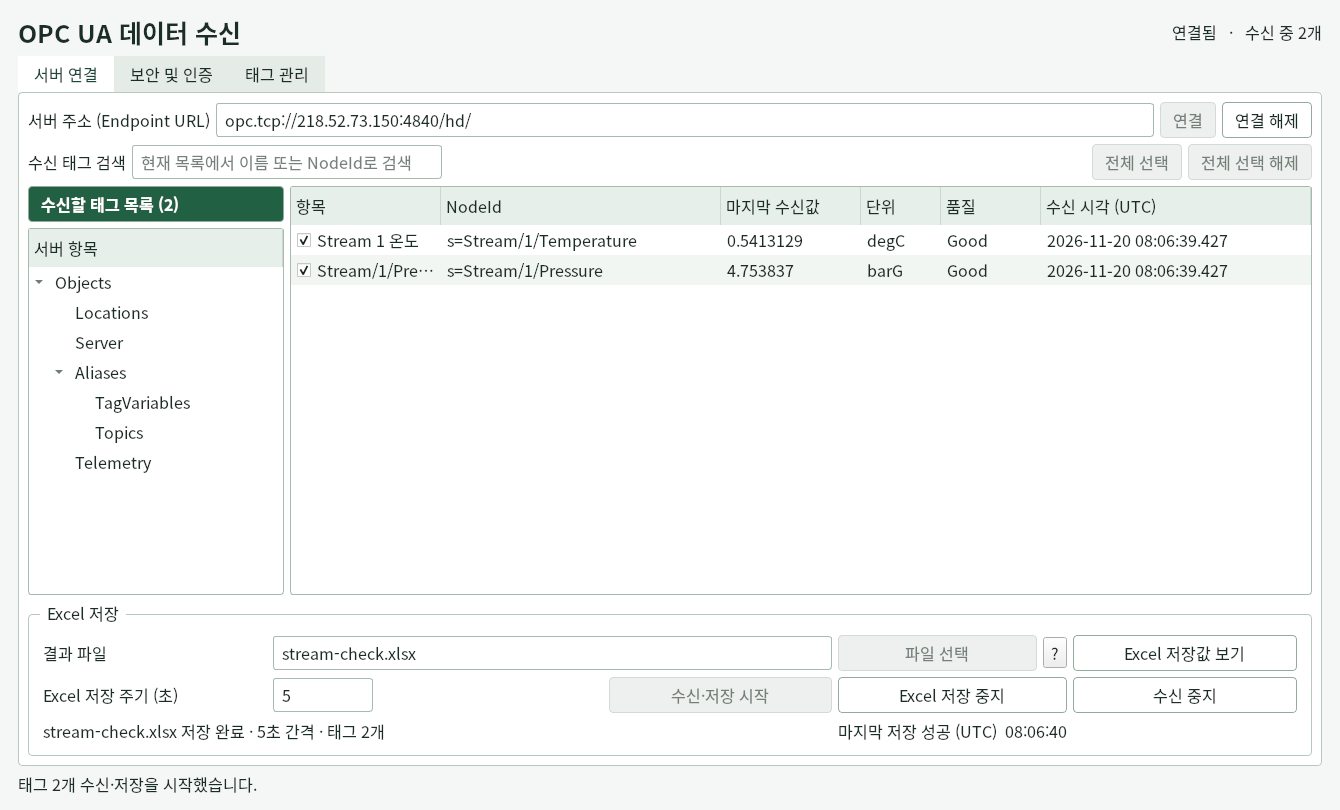 OPC UA 데이터 수신
연결됨 · 수신 중 2개
서버 연결 보안 및 인증 태그 관리
서버 주소 (Endpoint URL) opc.tcp://218.52.73.150:4840/hd/ 연결 연결 해제
수신 태그 검색 현재 목록에서 이름 또는 NodeId로 검색 전체 선택 전체 선택 해제
수신할 태그 목록 (2)
서버 항목
Objects
Locations
Server
Aliases
TagVariables
Topics
Telemetry
항목 NodeId 마지막 수신값 단위 품질 수신 시각 (UTC)
Stream 1 온도 s=Stream/1/Temperature 0.5413129 degC Good 2026-11-20 08:06:39.427
Stream/1/Pre… s=Stream/1/Pressure 4.753837 barG Good 2026-11-20 08:06:39.427
Excel 저장
결과 파일 stream-check.xlsx 파일 선택 ? Excel 저장값 보기
Excel 저장 주기 (초) 5 수신·저장 시작 Excel 저장 중지 수신 중지
stream-check.xlsx 저장 완료 · 5초 간격 · 태그 2개 마지막 저장 성공 (UTC) 08:06:40
태그 2개 수신·저장을 시작했습니다.